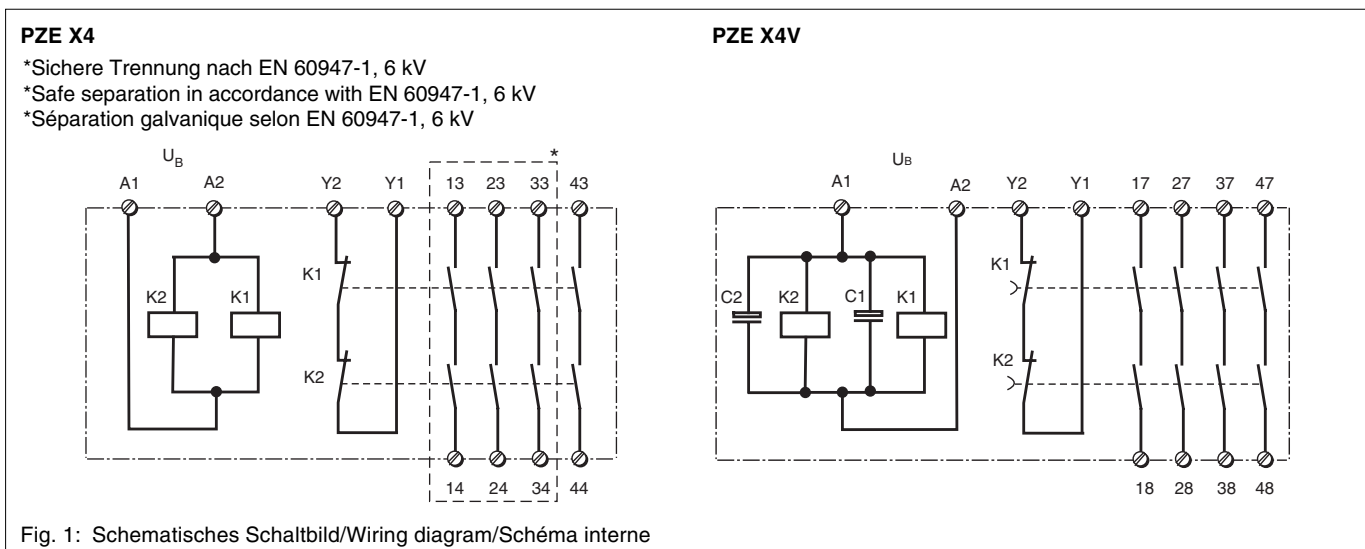 PZE X4
*Sichere Trennung nach EN 60947-1, 6 kV
*Safe separation in accordance with EN 60947-1, 6 kV
*Séparation galvanique selon EN 60947-1, 6 kV
UB
*
A1 A2 Y2 Y1 13 23 33 43
K1
K2 K1
K2
14 24 34 44
PZE X4V
UB
A1 A2 Y2 Y1 17 27 37 47
K1
C2 K2 C1 K1
K2
18 28 38 48
Fig. 1: Schematisches Schaltbild/Wiring diagram/Schéma interne